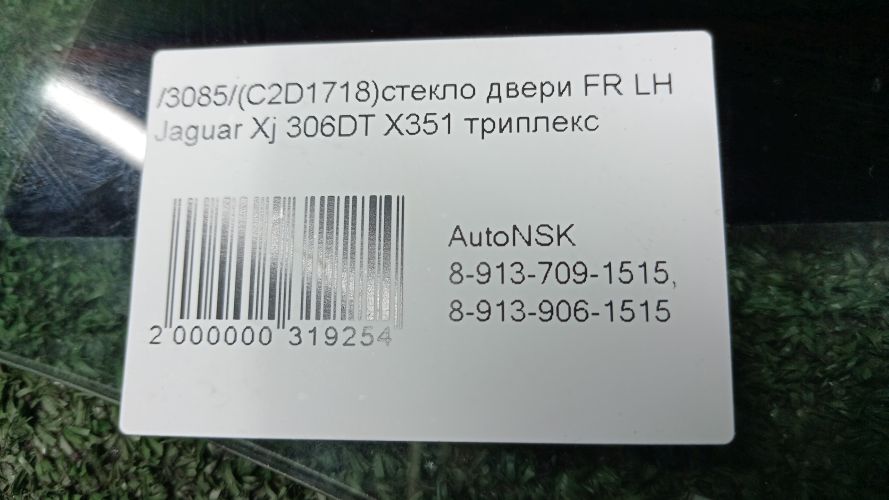 /3085/(C2D1718)стекло двери FR LH
Jaguar Xj 306DT X351 триплекс
AutoNSK
8-913-709-1515,
8-913-906-1515
2 000000 319254